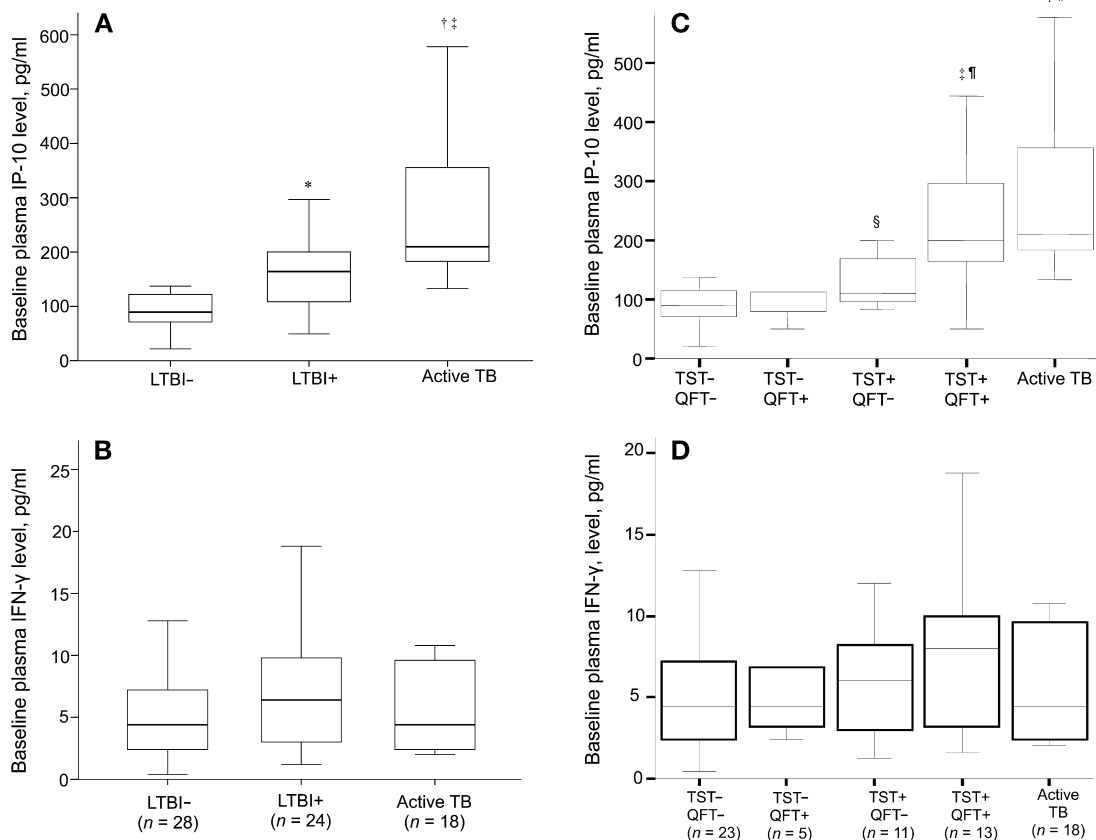 A
Baseline plasma IP-10 level, pg/ml
600
500
400
300
200
100
0
*
†‡
LTBI−
LTBI+
Active TB
C
Baseline plasma IP-10 level, pg/ml
500
400
300
200
100
0
§
‡¶
TST−
QFT−
TST−
QFT+
TST+
QFT−
TST+
QFT+
Active TB
B
Baseline plasma IFN-γ level, pg/ml
25
20
15
10
5
0
LTBI−
(n = 28)
LTBI+
(n = 24)
Active TB
(n = 18)
D
Baseline plasma IFN-γ, level, pg/ml
20
15
10
5
0
TST−
QFT−
(n = 23)
TST−
QFT+
(n = 5)
TST+
QFT−
(n = 11)
TST+
QFT+
(n = 13)
Active
TB
(n = 18)